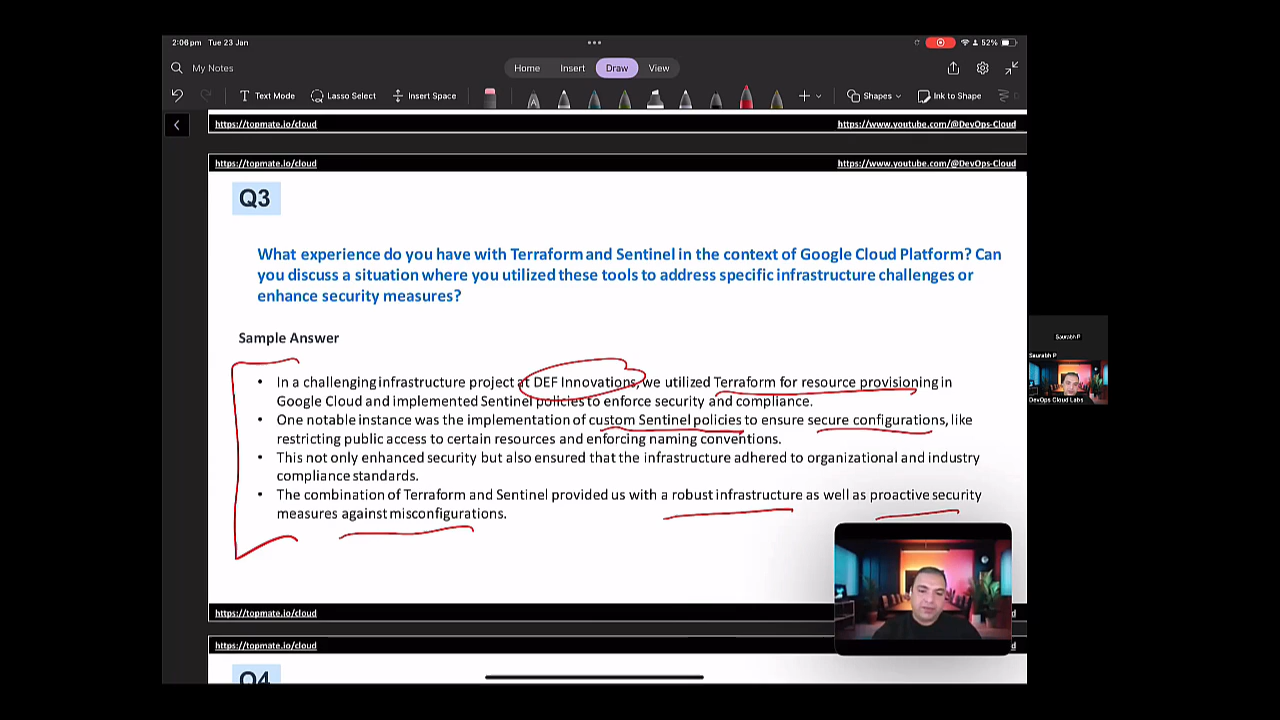 2:06 pm Tue 23 Jan
52%
My Notes
Home Insert Draw View
Text Mode Lasso Select Insert Space Shapes Ink to Shape
https://topmate.io/cloud https://www.youtube.com/@DevOps-Cloud
https://topmate.io/cloud https://www.youtube.com/@DevOps-Cloud
Q3
What experience do you have with Terraform and Sentinel in the context of Google Cloud Platform? Can
you discuss a situation where you utilized these tools to address specific infrastructure challenges or
enhance security measures?
Sample Answer
• In a challenging infrastructure project at DEF Innovations, we utilized Terraform for resource provisioning in
Google Cloud and implemented Sentinel policies to enforce security and compliance.
• One notable instance was the implementation of custom Sentinel policies to ensure secure configurations, like
restricting public access to certain resources and enforcing naming conventions.
• This not only enhanced security but also ensured that the infrastructure adhered to organizational and industry
compliance standards.
• The combination of Terraform and Sentinel provided us with a robust infrastructure as well as proactive security
measures against misconfigurations.
Saurabh P
Saurabh P
DevOps Cloud Labs
https://topmate.io/cloud d
https://topmate.io/cloud d
Q4